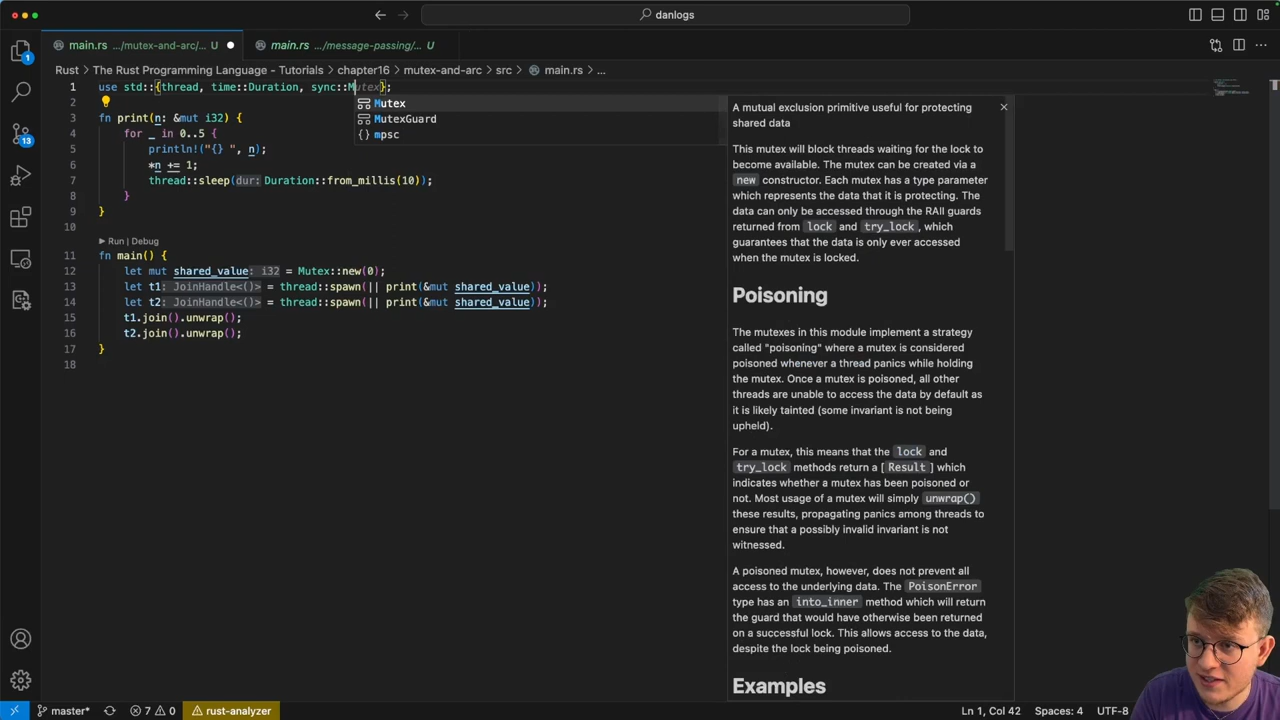 danlogs
main.rs .../mutex-and-arc/... U
main.rs .../message-passing/... U
Rust > The Rust Programming Language - Tutorials > chapter16 > mutex-and-arc > src > main.rs > ...
1 use std::{thread, time::Duration, sync::Mutex};
2
3 fn print(n: &mut i32) {
4 for _ in 0..5 {
5 println!("{} ", n);
6 *n += 1;
7 thread::sleep(dur: Duration::from_millis(10));
8 }
9 }
10
▶ Run | Debug
11 fn main() {
12 let mut shared_value: i32 = Mutex::new(0);
13 let t1: JoinHandle<()> = thread::spawn(|| print(&mut shared_value));
14 let t2: JoinHandle<()> = thread::spawn(|| print(&mut shared_value));
15 t1.join().unwrap();
16 t2.join().unwrap();
17 }
18
Mutex
MutexGuard
{} mpsc
A mutual exclusion primitive useful for protecting
shared data
This mutex will block threads waiting for the lock to
become available. The mutex can be created via a
new constructor. Each mutex has a type parameter
which represents the data that it is protecting. The
data can only be accessed through the RAII guards
returned from lock and try_lock, which
guarantees that the data is only ever accessed
when the mutex is locked.
Poisoning
The mutexes in this module implement a strategy
called "poisoning" where a mutex is considered
poisoned whenever a thread panics while holding
the mutex. Once a mutex is poisoned, all other
threads are unable to access the data by default as
it is likely tainted (some invariant is not being
upheld).
For a mutex, this means that the lock and
try_lock methods return a [Result] which
indicates whether a mutex has been poisoned or
not. Most usage of a mutex will simply unwrap()
these results, propagating panics among threads to
ensure that a possibly invalid invariant is not
witnessed.
A poisoned mutex, however, does not prevent all
access to the underlying data. The PoisonError
type has an into_inner method which will return
the guard that would have otherwise been returned
on a successful lock. This allows access to the data,
despite the lock being poisoned.
Examples
1
13
master* 7 0 rust-analyzer Ln 1, Col 42 Spaces: 4 UTF-8